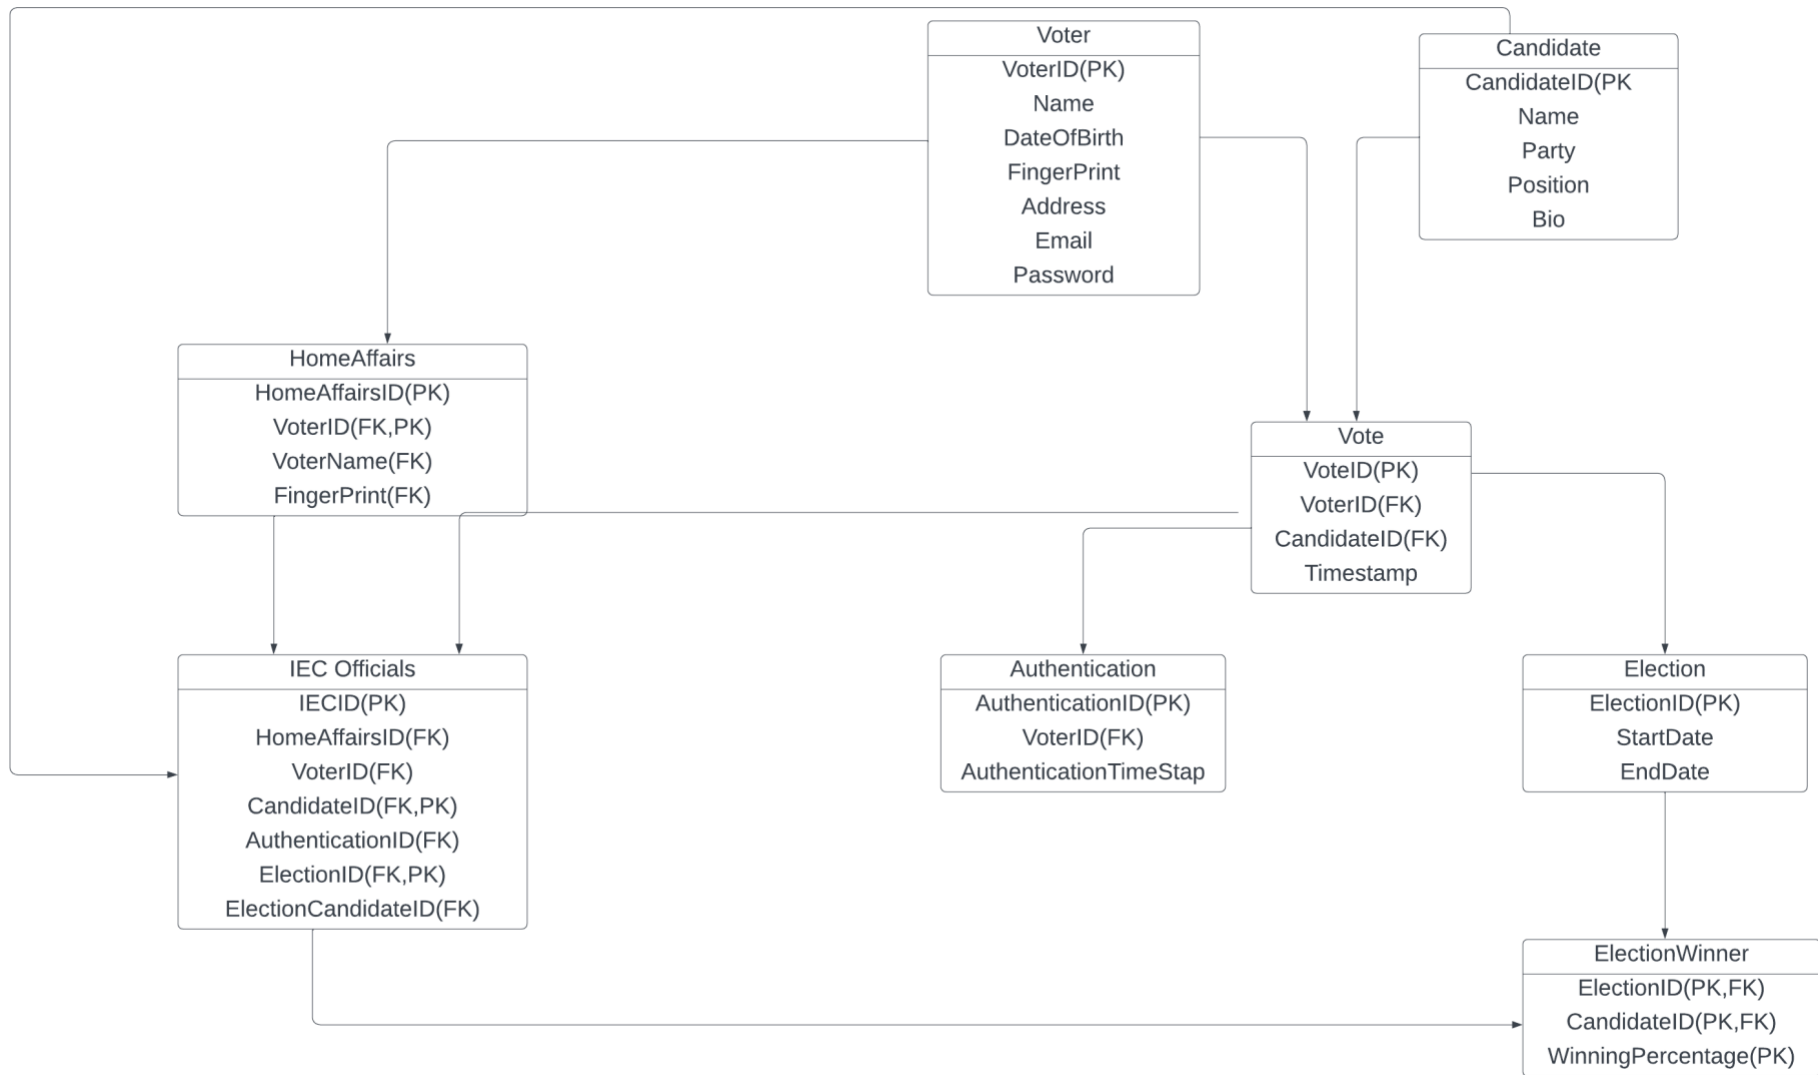 Voter
VoterID(PK)
Name
DateOfBirth
FingerPrint
Address
Email
Password
Candidate
CandidateID(PK
Name
Party
Position
Bio
HomeAffairs
HomeAffairsID(PK)
VoterID(FK,PK)
VoterName(FK)
FingerPrint(FK)
Vote
VoteID(PK)
VoterID(FK)
CandidateID(FK)
Timestamp
IEC Officials
IECID(PK)
HomeAffairsID(FK)
VoterID(FK)
CandidateID(FK,PK)
AuthenticationID(FK)
ElectionID(FK,PK)
ElectionCandidateID(FK)
Authentication
AuthenticationID(PK)
VoterID(FK)
AuthenticationTimeStap
Election
ElectionID(PK)
StartDate
EndDate
ElectionWinner
ElectionID(PK,FK)
CandidateID(PK,FK)
WinningPercentage(PK)